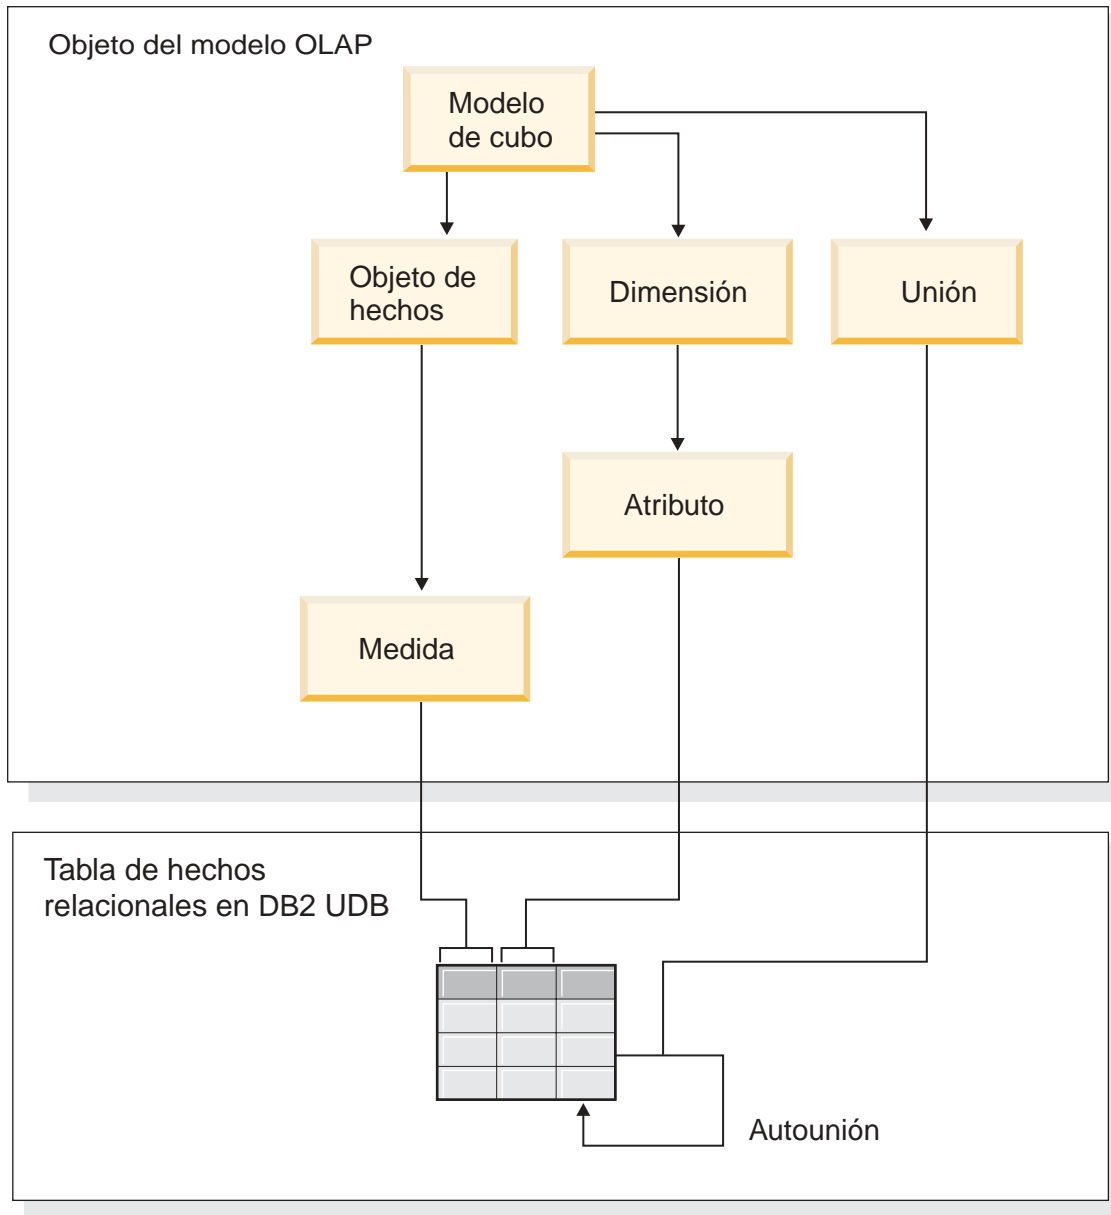 Objeto del modelo OLAP
Modelo
de cubo
Objeto de
hechos
Dimensión
Unión
Atributo
Medida
Tabla de hechos
relacionales en DB2 UDB
Autounión